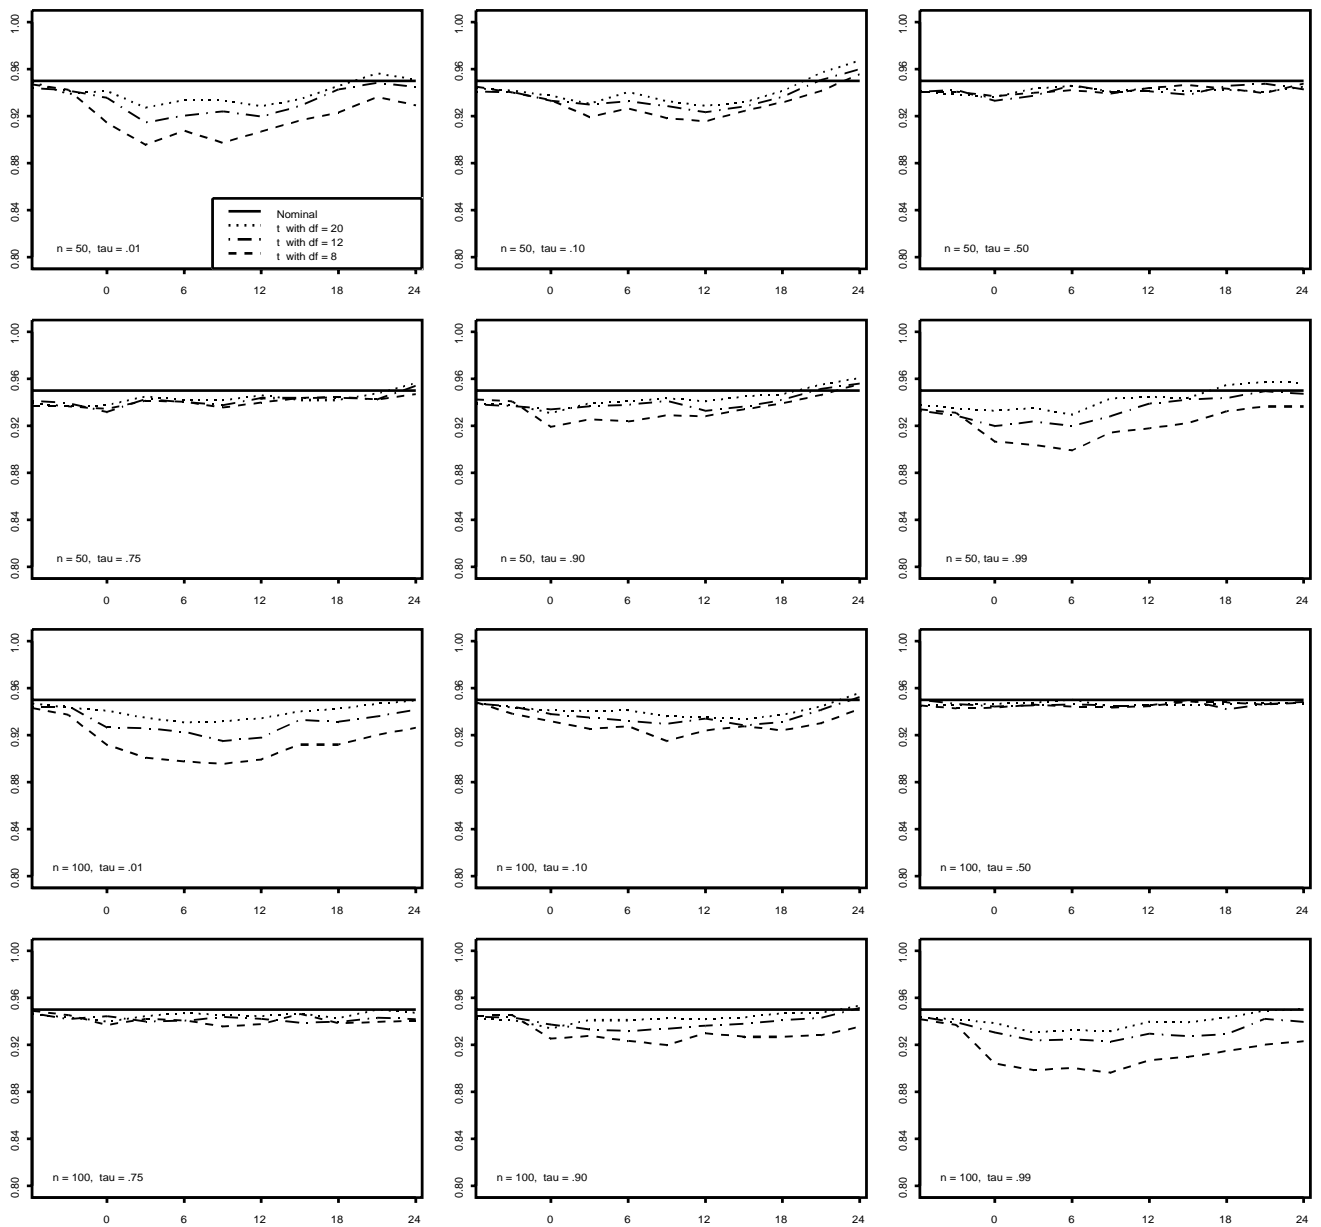 1.00
0.96
0.92
0.88
0.84
0.80
Nominal
t with df = 20
t with df = 12
t with df = 8
n = 50, tau = .01
0 6 12 18 24
1.00
0.96
0.92
0.88
0.84
0.80
n = 50, tau = .10
0 6 12 18 24
1.00
0.96
0.92
0.88
0.84
0.80
n = 50, tau = .50
0 6 12 18 24
1.00
0.96
0.92
0.88
0.84
0.80
n = 50, tau = .75
0 6 12 18 24
1.00
0.96
0.92
0.88
0.84
0.80
n = 50, tau = .90
0 6 12 18 24
1.00
0.96
0.92
0.88
0.84
0.80
n = 50, tau = .99
0 6 12 18 24
1.00
0.96
0.92
0.88
0.84
0.80
n = 100, tau = .01
0 6 12 18 24
1.00
0.96
0.92
0.88
0.84
0.80
n = 100, tau = .10
0 6 12 18 24
1.00
0.96
0.92
0.88
0.84
0.80
n = 100, tau = .50
0 6 12 18 24
1.00
0.96
0.92
0.88
0.84
0.80
n = 100, tau = .75
0 6 12 18 24
1.00
0.96
0.92
0.88
0.84
0.80
n = 100, tau = .90
0 6 12 18 24
1.00
0.96
0.92
0.88
0.84
0.80
n = 100, tau = .99
0 6 12 18 24